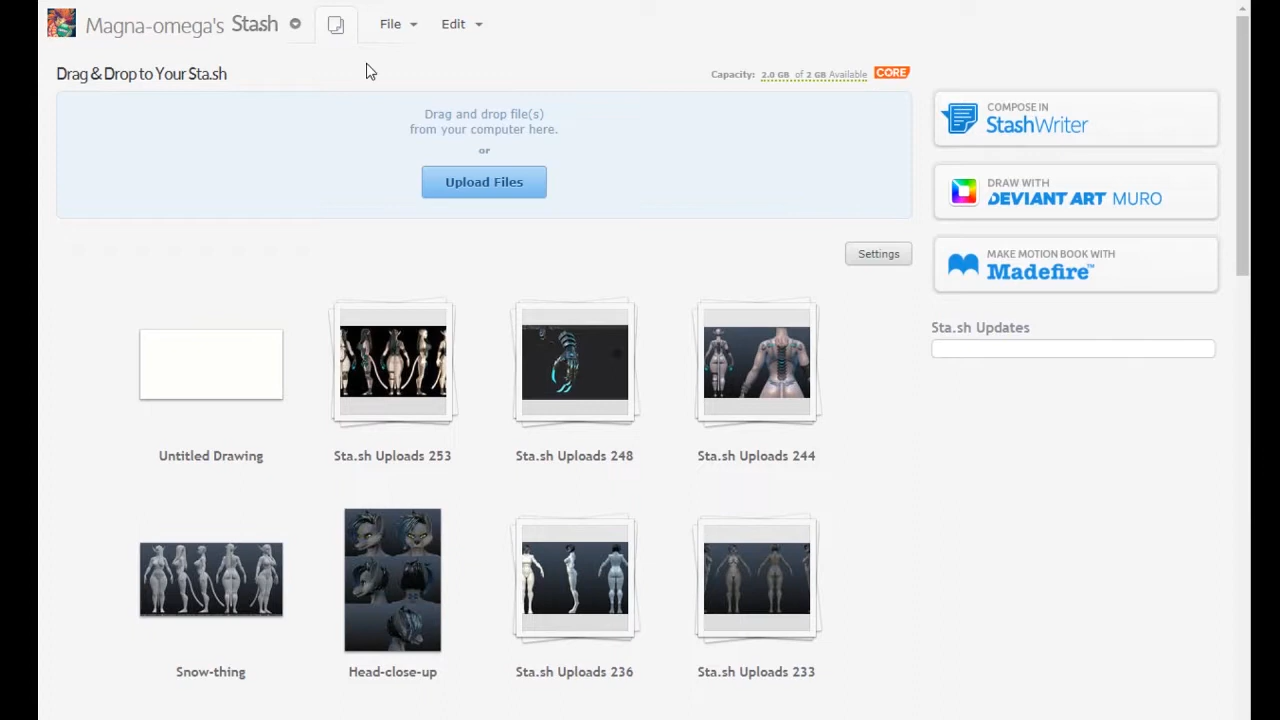 Magna-omega's Stash
File
Edit
Drag & Drop to Your Sta.sh
Capacity: 2.0 GB of 2 GB Available CORE
Drag and drop file(s)
from your computer here.
or
Upload Files
COMPOSE IN
StashWriter
DRAW WITH
DEVIANT ART MURO
MAKE MOTION BOOK WITH
Madefire™
Settings
Sta.sh Updates
Untitled Drawing
Sta.sh Uploads 253
Sta.sh Uploads 248
Sta.sh Uploads 244
Snow-thing
Head-close-up
Sta.sh Uploads 236
Sta.sh Uploads 233